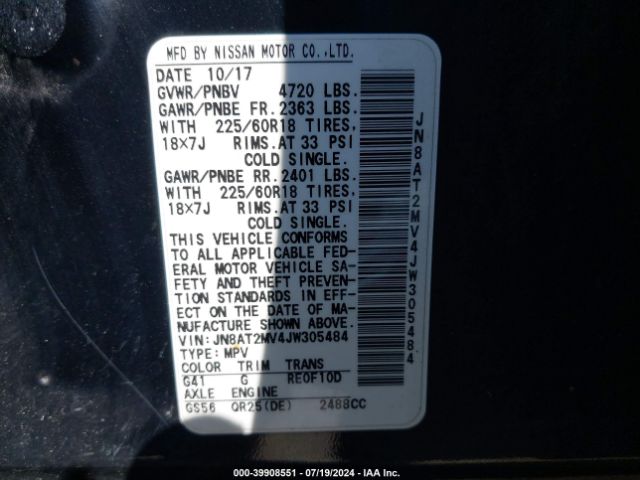 MFD BY NISSAN MOTOR CO.,LTD.
DATE 10/17
GVWR/PNBV 4720 LBS.
GAWR/PNBE FR. 2363 LBS.
WITH 225/60R18 TIRES,
18×7J RIMS.AT 33 PSI
COLD SINGLE.
GAWR/PNBE RR. 2401 LBS.
WITH 225/60R18 TIRES,
18×7J RIMS.AT 33 PSI
COLD SINGLE.
THIS VEHICLE CONFORMS
TO ALL APPLICABLE FED-
ERAL MOTOR VEHICLE SA-
FETY AND THEFT PREVEN-
TION STANDARDS IN EFF-
ECT ON THE DATE OF MA-
NUFACTURE SHOWN ABOVE.
VIN: JN8AT2MV4JW305484
TYPE: MPV
COLOR TRIM TRANS
G41 G RE0F10D
AXLE ENGINE
GS56 QR25(DE) 2488CC
JN8AT2MV4JW305484
000-39908551 - 07/19/2024 - IAA Inc.